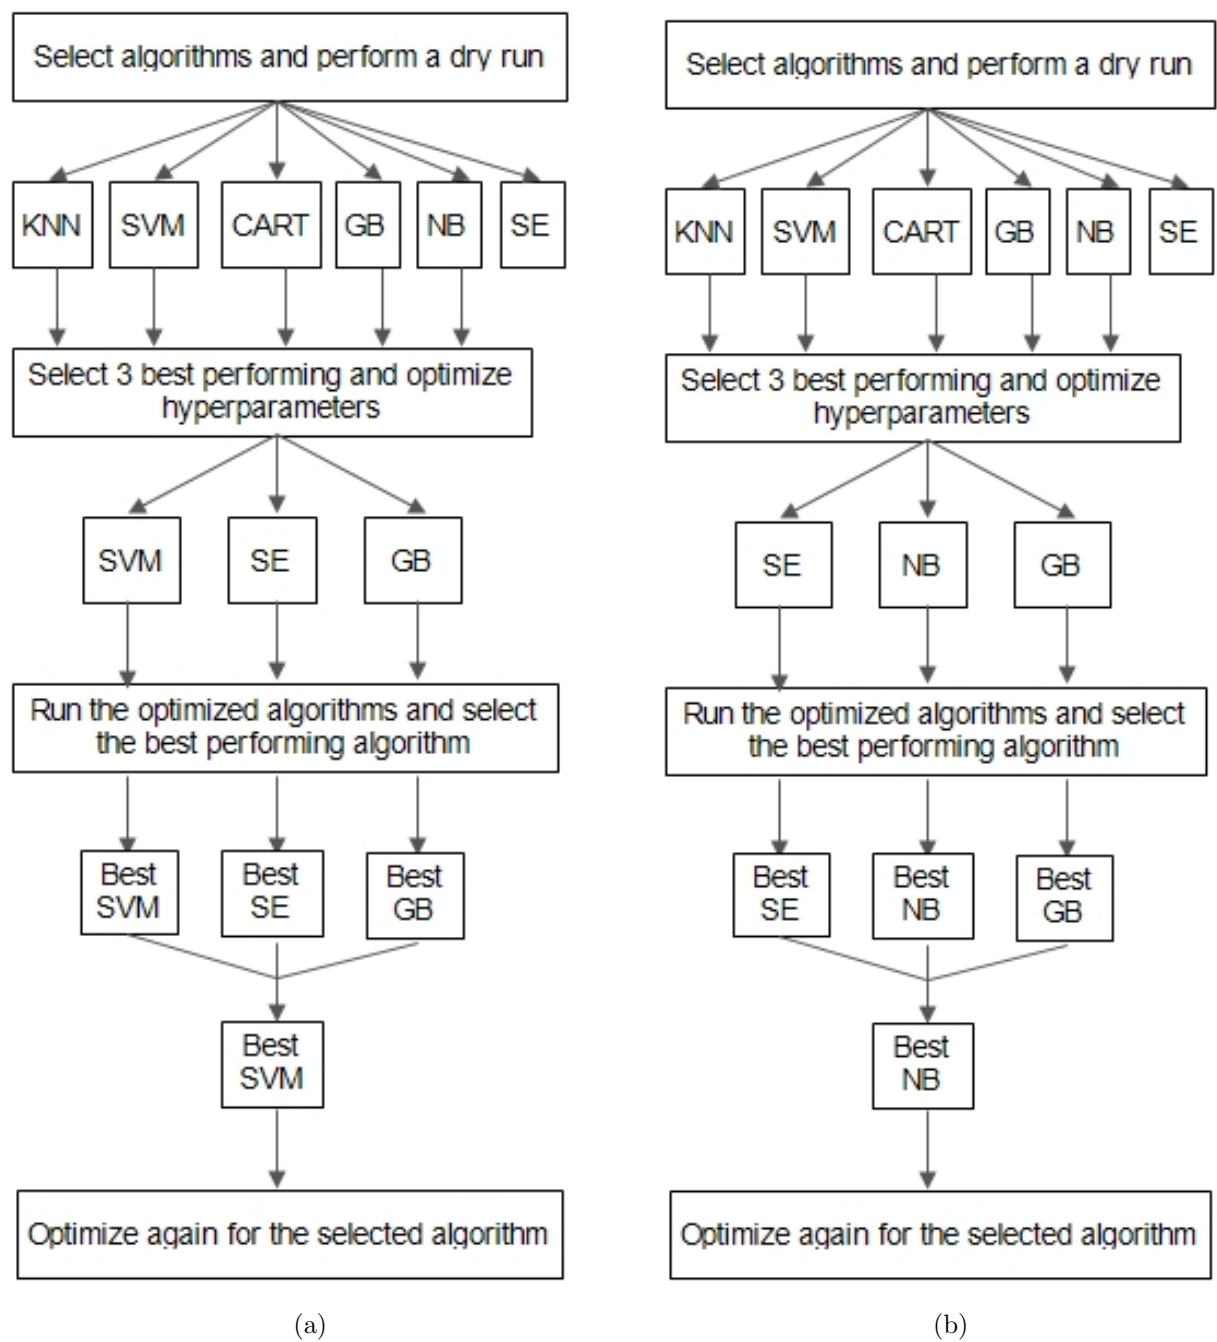 Select algorithms and perform a dry run
KNN SVM CART GB NB SE
Select 3 best performing and optimize
hyperparameters
SVM SE GB
Run the optimized algorithms and select
the best performing algorithm
Best SVM
Best SE
Best GB
Best
SVM
Optimize again for the selected algorithm
(a)
Select algorithms and perform a dry run
KNN SVM CART GB NB SE
Select 3 best performing and optimize
hyperparameters
SE NB GB
Run the optimized algorithms and select
the best performing algorithm
Best SE
Best NB
Best GB
Best
NB
Optimize again for the selected algorithm
(b)